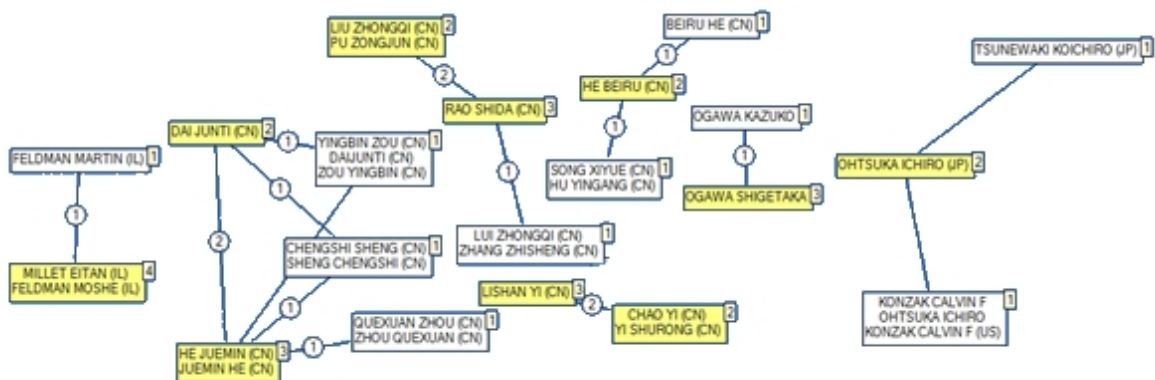 LIU ZHONGQI (CN) 2
PU ZONGJUN (CN)
BEIRU HE (CN) 1
TSUNEWAKI KOICHIRO (JP) 1
1
2
HE BEIRU (CN) 2
RAO SHIDA (CN) 3
OGAWA KAZUKO 1
DAI JUNTI (CN) 2
1
YINGBIN ZOU (CN) 1
DAIJUNTI (CN)
ZOU YINGBIN (CN)
1
FELDMAN MARTIN (IL) 1
1
OHTSUKA ICHIRO (JP) 2
1
SONG XIYUE (CN) 1
HU YINGANG (CN)
1
OGAWA SHIGETAKA 3
1
2
LUI ZHONGQI (CN) 1
ZHANG ZHISHENG (CN)
CHENGSHI SHENG (CN) 1
SHENG CHENGSHI (CN)
MILLET EITAN (IL) 4
FELDMAN MOSHE (IL)
LISHAN YI (CN) 3
2
CHAO YI (CN) 2
YI SHURONG (CN)
KONZAK CALVIN F 1
OHTSUKA ICHIRO
KONZAK CALVIN F (US)
1
QUEXUAN ZHOU (CN) 1
ZHOU QUEXUAN (CN)
HE JUEMIN (CN) 3
JUEMIN HE (CN)
1